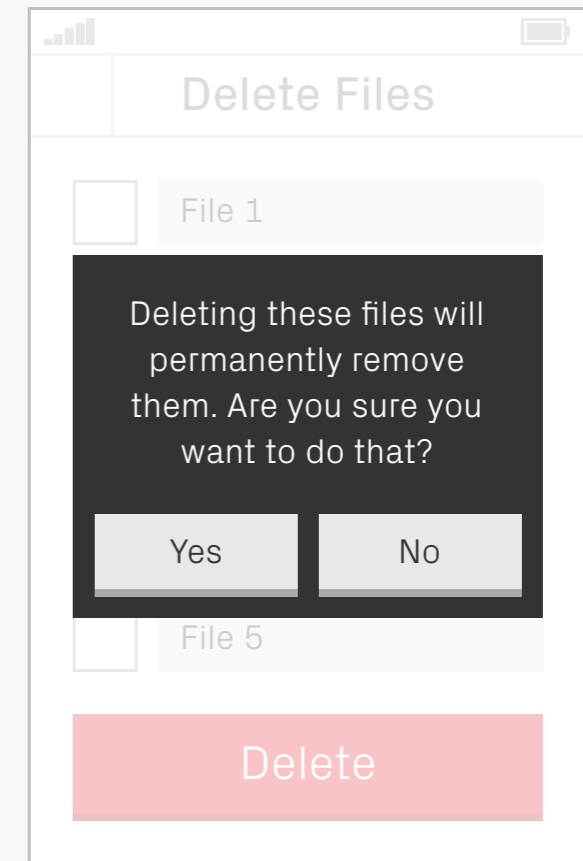 Delete Files
File 1
Deleting these files will
permanently remove
them. Are you sure you
want to do that?
Yes
No
File 5
Delete